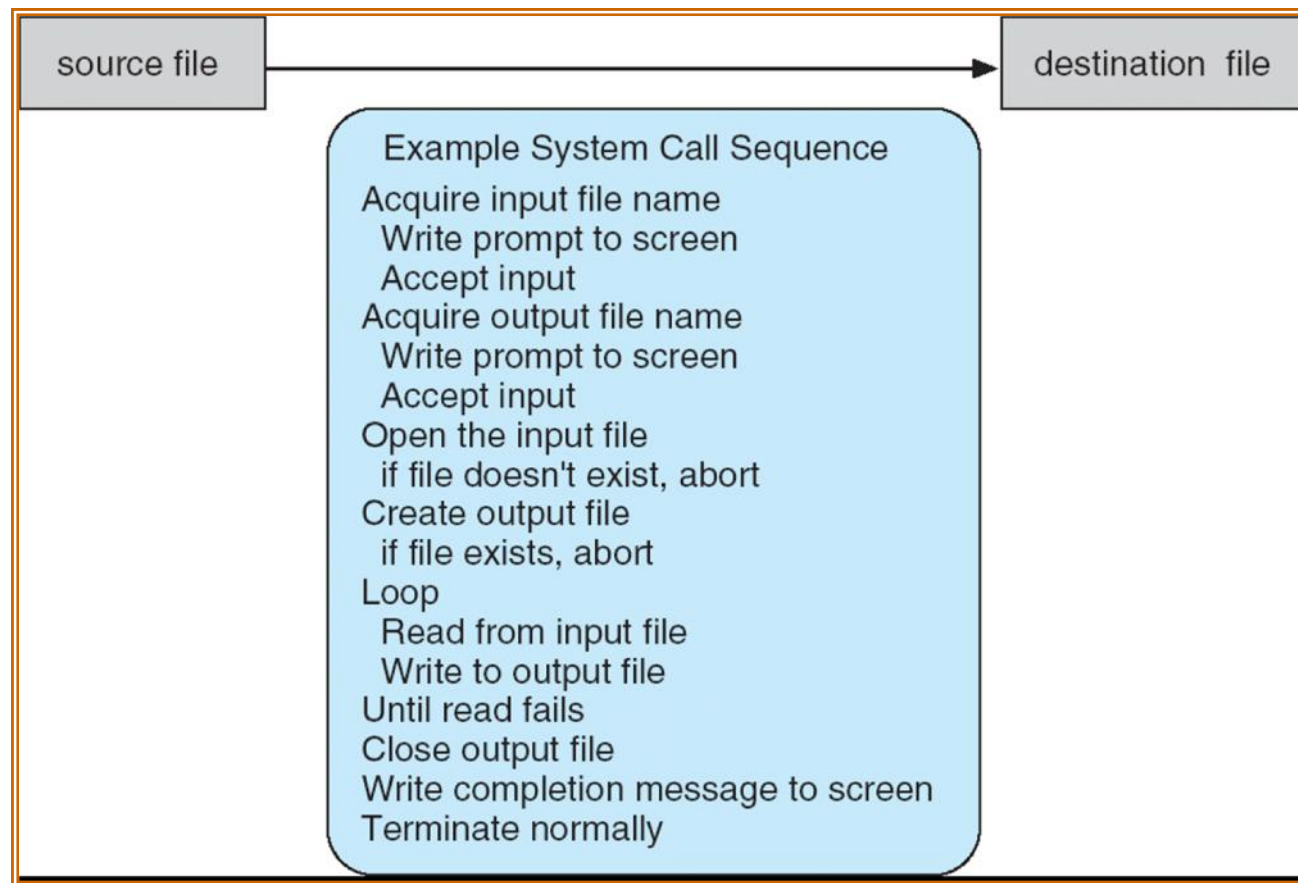 source file
destination file
Example System Call Sequence
Acquire input file name
Write prompt to screen
Accept input
Acquire output file name
Write prompt to screen
Accept input
Open the input file
if file doesn't exist, abort
Create output file
if file exists, abort
Loop
Read from input file
Write to output file
Until read fails
Close output file
Write completion message to screen
Terminate normally